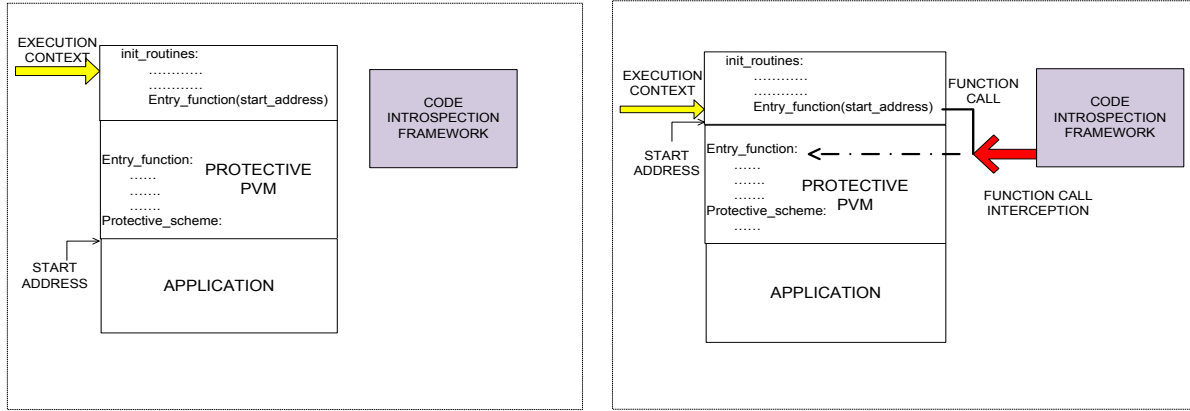 EXECUTION
CONTEXT
init_routines:
............
............
Entry_function(start_address)
CODE
INTROSPECTION
FRAMEWORK
Entry_function:
......
.......
.......
PROTECTIVE
PVM
Protective_scheme:
START
ADDRESS
APPLICATION
EXECUTION
CONTEXT
init_routines:
............
............
Entry_function(start_address)
FUNCTION
CALL
CODE
INTROSPECTION
FRAMEWORK
START
ADDRESS
Entry_function:
......
.......
.......
PROTECTIVE
PVM
Protective_scheme:
......
FUNCTION CALL
INTERCEPTION
APPLICATION